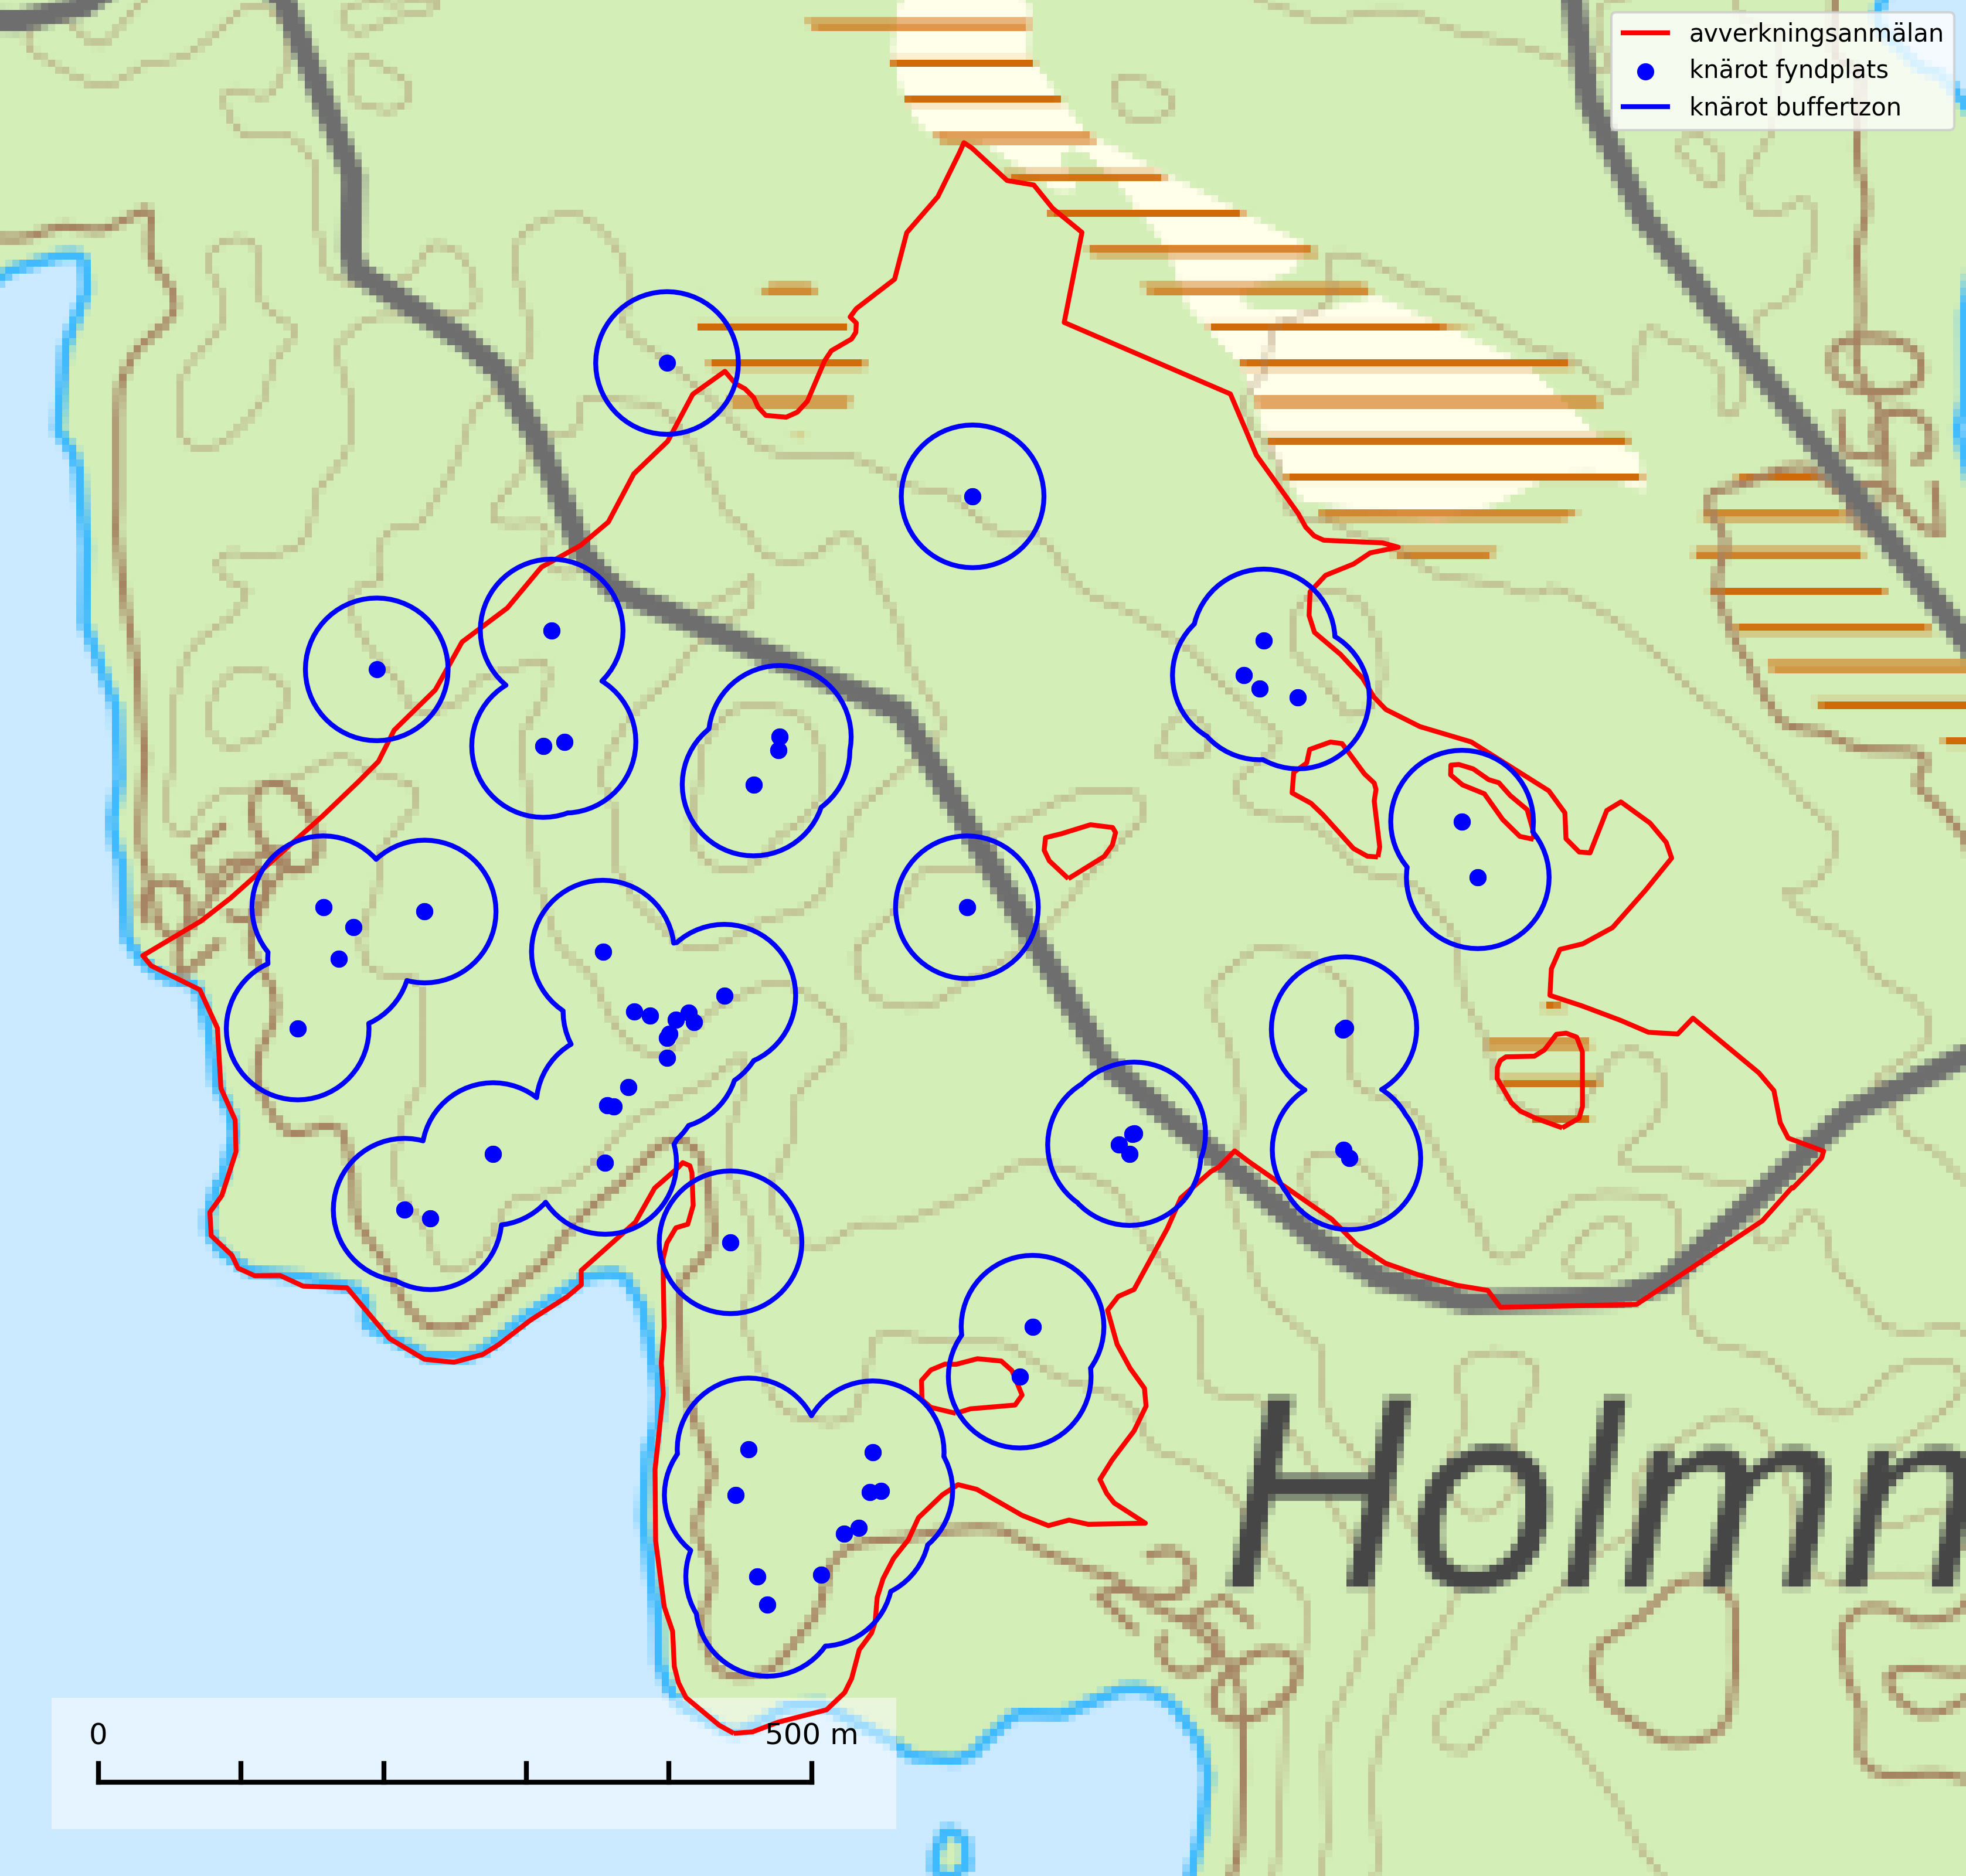 avverkningsanmälan
knärot fyndplats
knärot buffertzon
Holmn
0 500 m